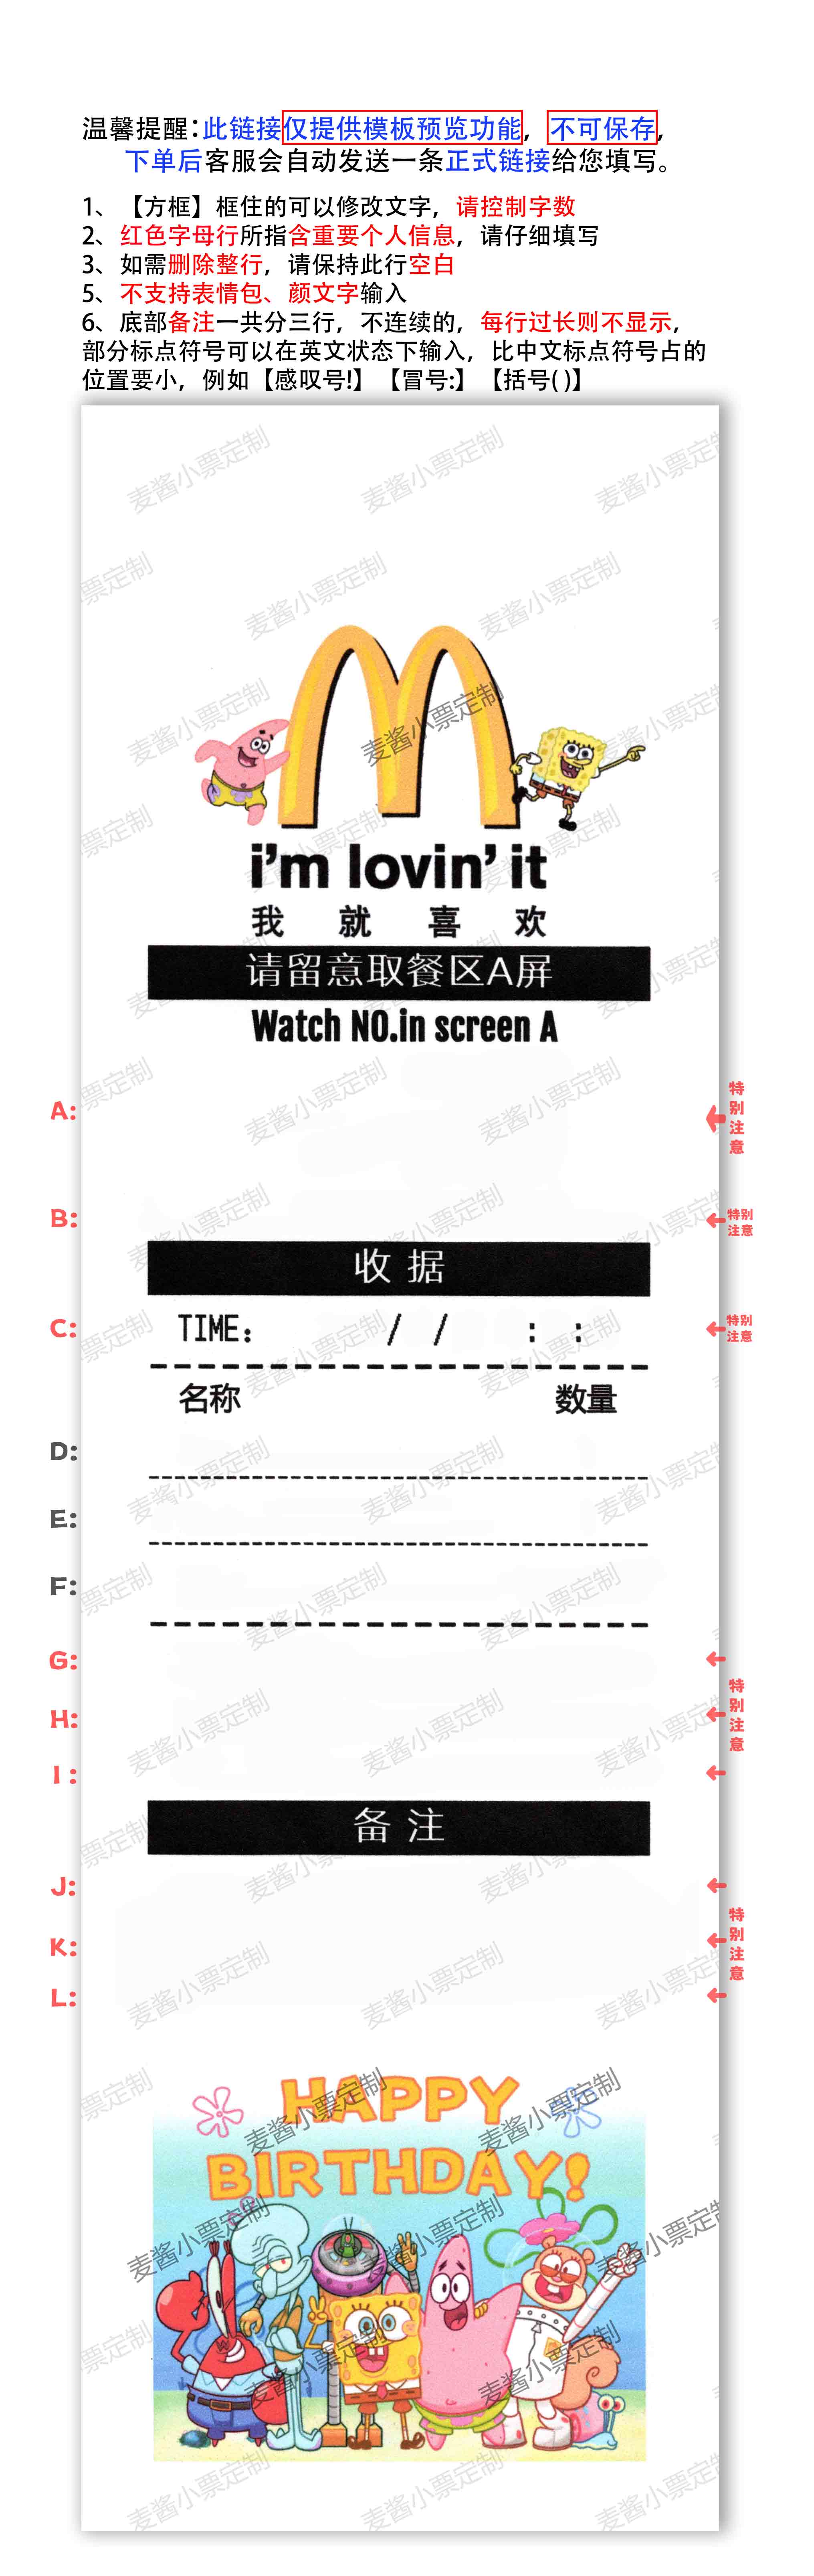 温馨提醒：此链接仅提供模板预览功能，不可保存，
下单后客服会自动发送一条正式链接给您填写。
1、【方框】框住的可以修改文字，请控制字数
2、红色字母行所指含重要个人信息，请仔细填写
3、如需删除整行，请保持此行空白
5、不支持表情包、颜文字输入
6、底部备注一共分三行，不连续的，每行过长则不显示，
部分标点符号可以在英文状态下输入，比中文标点符号占的
位置要小，例如【感叹号!】【冒号:】【括号( )】
麦酱小票定制
i'm lovin' it
我 就 喜 欢
请留意取餐区A屏
Watch NO.in screen A
A:
特别注意
B:
特别注意
收 据
C:
TIME: / / : :
特别注意
名称 数量
D:
E:
F:
G:
H:
特别注意
I:
备 注
J:
K:
特别注意
L:
HAPPY
BIRTHDAY!